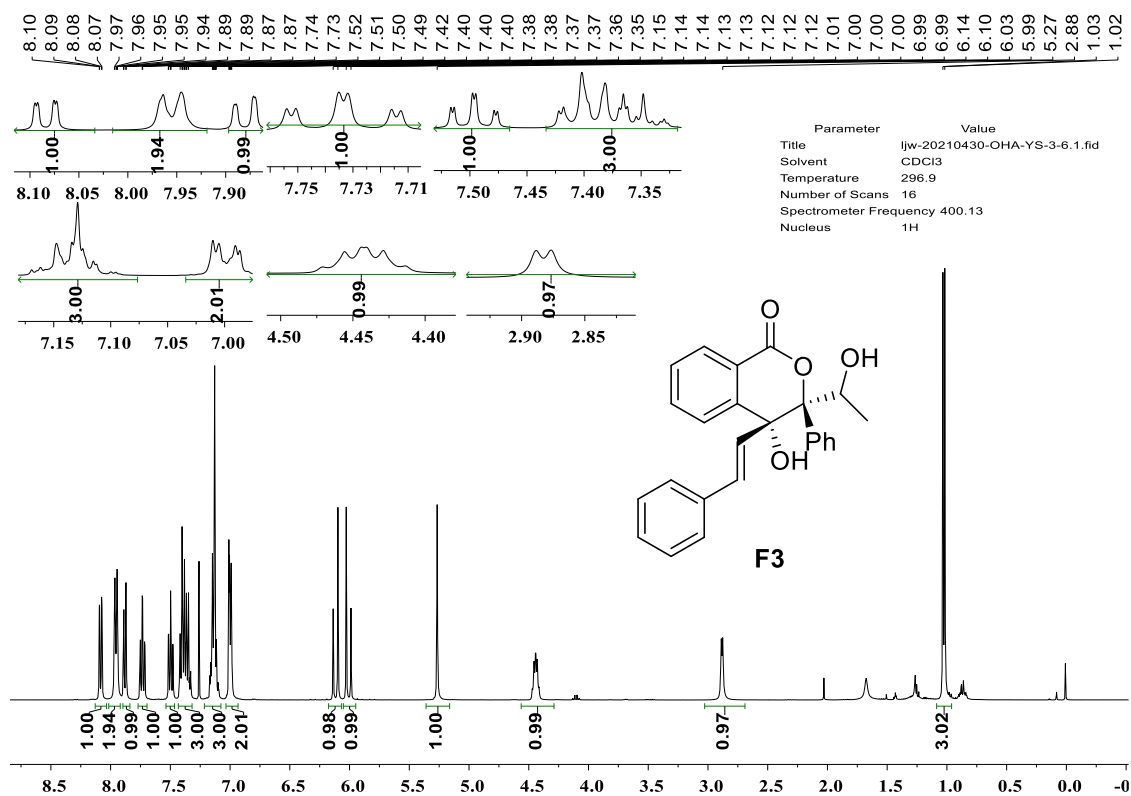 8.10 8.09 8.08 8.07 7.97 7.96 7.95 7.95 7.94 7.89 7.89 7.87 7.87 7.74 7.73 7.52 7.51 7.50 7.49 7.42 7.40 7.40 7.40 7.38 7.38 7.37 7.37 7.36 7.35 7.15 7.14 7.14 7.13 7.13 7.12 7.12 7.12 7.01 7.00 7.00 7.00 6.99 6.99 6.14 6.10 6.03 5.99 5.27 2.88 1.03 1.02
1.00 1.94 0.99 1.00 1.00 3.00
8.10 8.05 8.00 7.95 7.90 7.75 7.73 7.71 7.50 7.45 7.40 7.35
Parameter Value
Title ljw-20210430-OHA-YS-3-6.1.fid
Solvent CDCl3
Temperature 296.9
Number of Scans 16
Spectrometer Frequency 400.13
Nucleus 1H
3.00 2.01 0.99 0.97
7.15 7.10 7.05 7.00 4.50 4.45 4.40 2.90 2.85
O
O
OH
Ph
OH
F3
1.00 1.94 0.99 1.00 1.00 3.00 3.00 2.01 0.98 0.99 1.00 0.99 0.97 3.02
8.5 8.0 7.5 7.0 6.5 6.0 5.5 5.0 4.5 4.0 3.5 3.0 2.5 2.0 1.5 1.0 0.5 0.0 -0